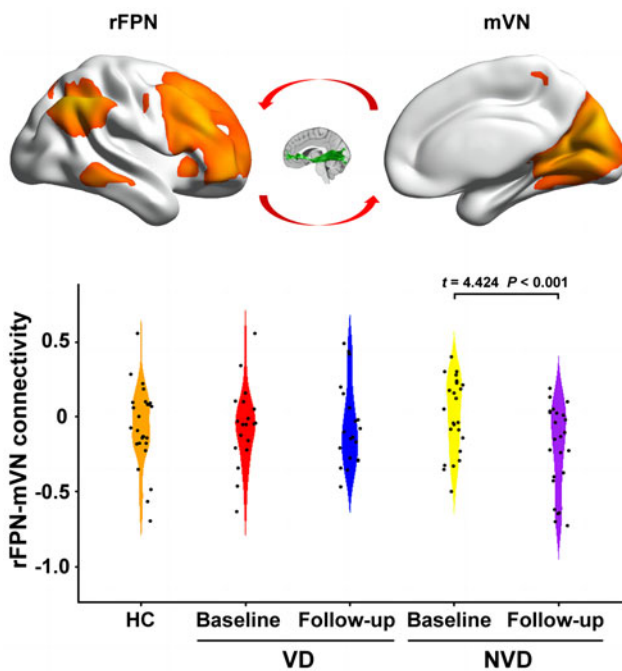 rFPN mVN
t = 4.424 P < 0.001
rFPN-mVN connectivity
0.5
0
-0.5
-1.0
HC Baseline Follow-up Baseline Follow-up
VD NVD